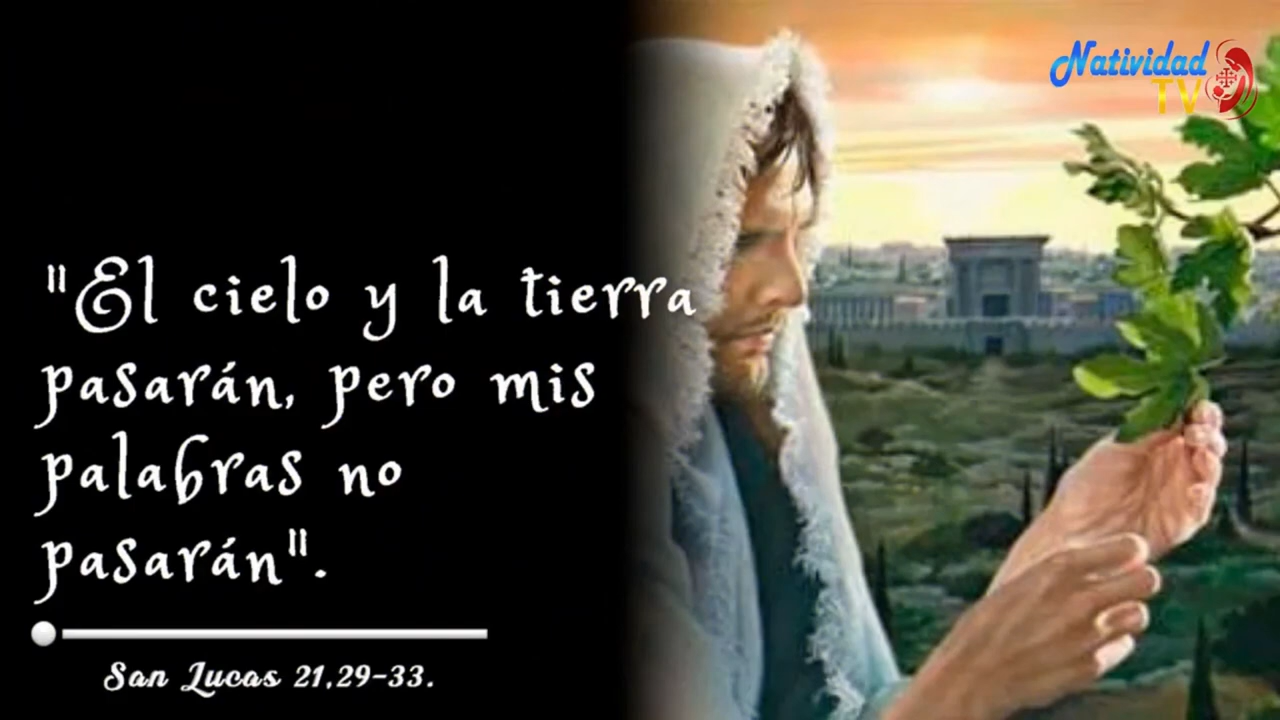 Natividad
TV
"El cielo y la tierra
pasarán, pero mis
palabras no
pasarán".
San Lucas 21,29-33.